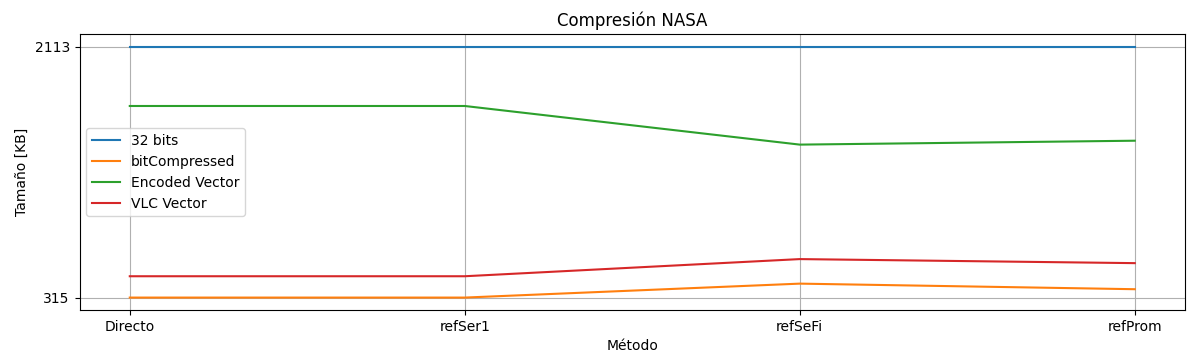 Compresión NASA
2113
315
Tamaño [KB]
32 bits
bitCompressed
Encoded Vector
VLC Vector
Directo
refSer1
refSeFi
refProm
Método